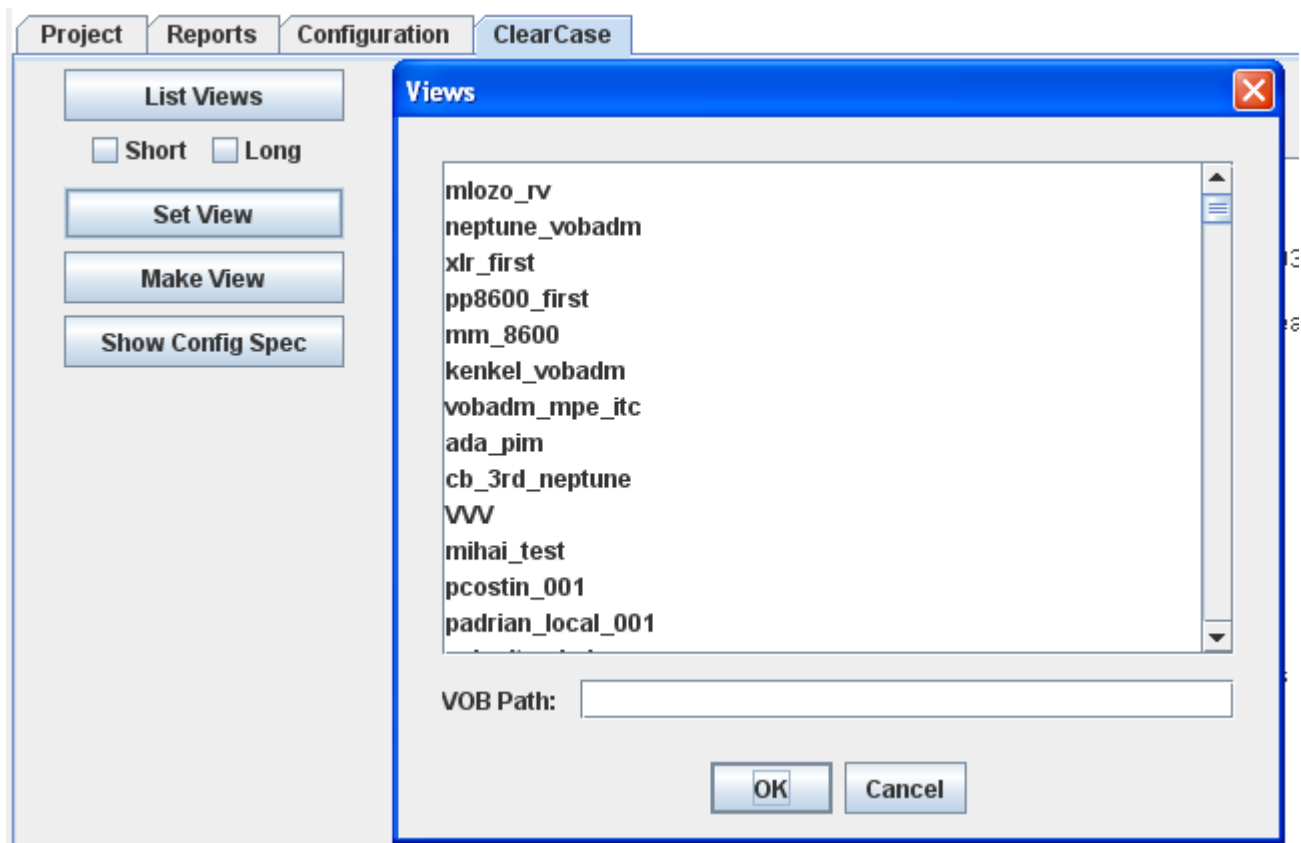 Project Reports Configuration ClearCase
List Views
Short Long
Set View
Make View
Show Config Spec
Views
mlozo_rv
neptune_vobadm
xlr_first
pp8600_first
mm_8600
kenkel_vobadm
vobadm_mpe_itc
ada_pim
cb_3rd_neptune
VVV
mihai_test
pcostin_001
padrian_local_001
VOB Path:
OK Cancel